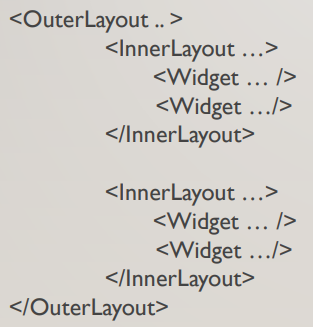 <OuterLayout .. >
<InnerLayout …>
<Widget … />
<Widget …/>
</InnerLayout>
<InnerLayout …>
<Widget … />
<Widget …/>
</InnerLayout>
</OuterLayout>